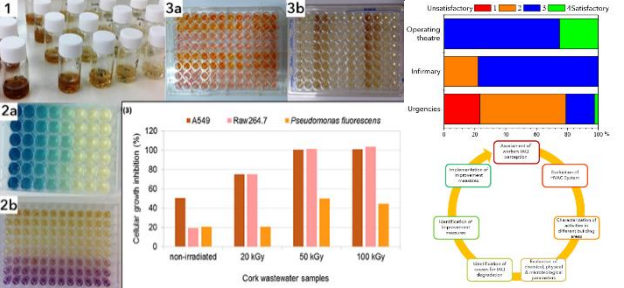 1
3a
3b
2a
2b
(3)
A549
Raw264.7
Pseudomonas fluorescens
Cellular growth inhibition (%)
120
100
80
60
40
20
0
non-irradiated
20 kGy
50 kGy
100 kGy
Cork wastewater samples
Unsatisfactory 1 2 3 4 Satisfactory
Operating
theatre
Infirmary
Urgencies
0 20 40 60 80 100
%
Assessment of
workers IAQ
perception
Evaluation of
HVAC System
Characterization of
activities in
different building
areas
Evaluation of
chemical, physical
& microbiological
parameters
Identification of
causes for IAQ
degradation
Identification of
improvement
measures
Implementation of
improvement
measures